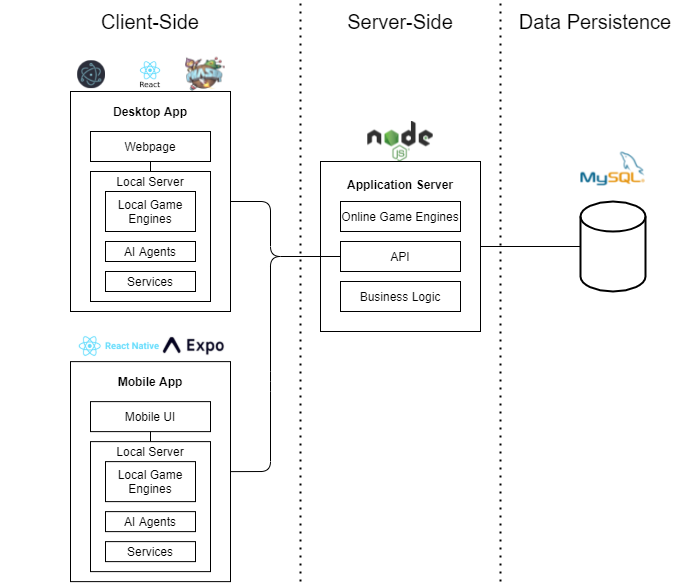 Client-Side
Server-Side
Data Persistence
React
Desktop App
Webpage
Local Server
Local Game
Engines
AI Agents
Services
React Native
Expo
Mobile App
Mobile UI
Local Server
Local Game
Engines
AI Agents
Services
node
JS
Application Server
Online Game Engines
API
Business Logic
MySQL